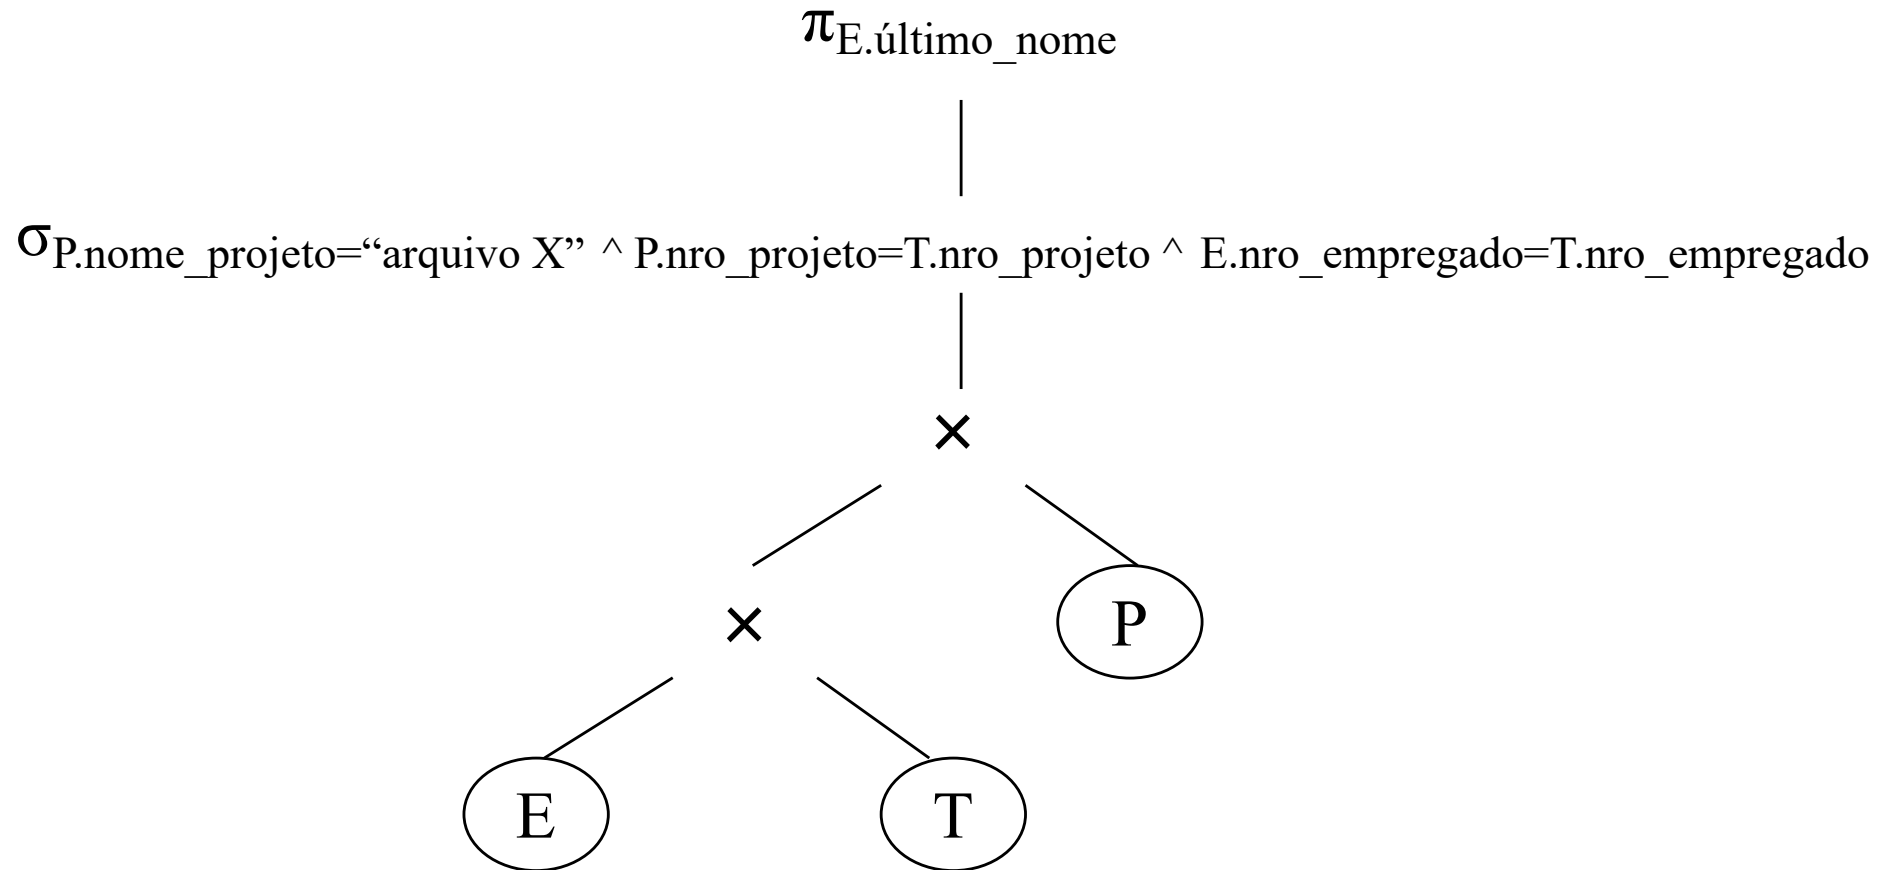 πE.último_nome
σP.nome_projeto=“arquivo X” ^ P.nro_projeto=T.nro_projeto ^ E.nro_empregado=T.nro_empregado
×
×
P
E
T